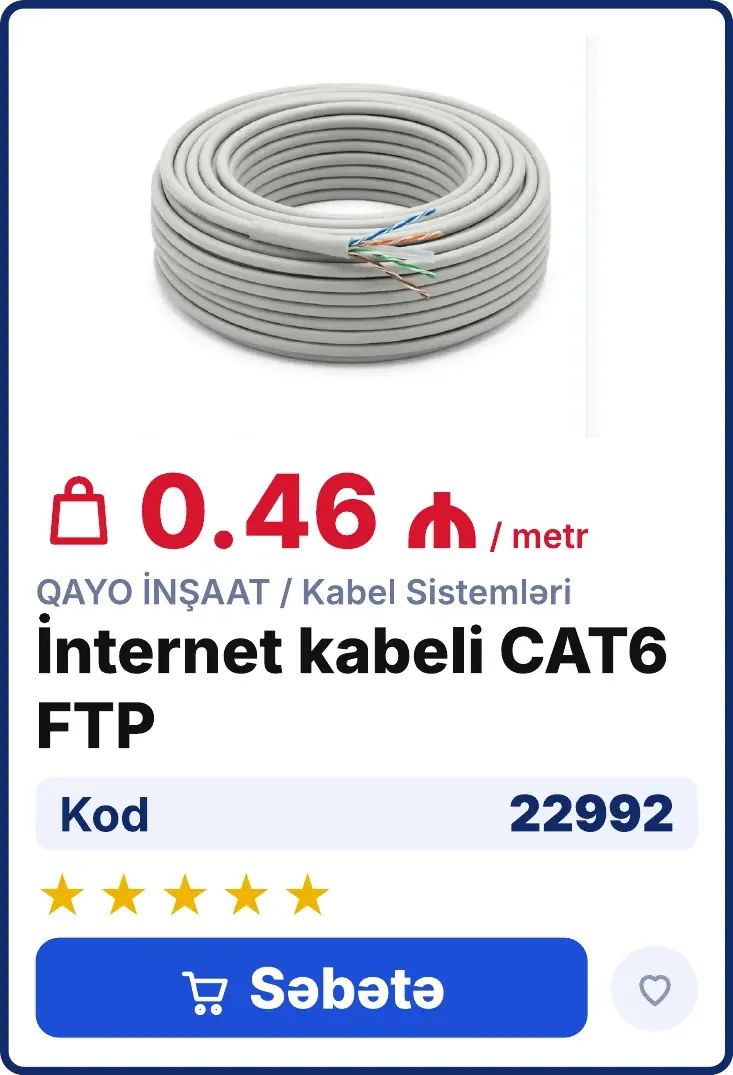 0.46 ₼ / metr
QAYO İNŞAAT / Kabel Sistemləri
İnternet kabeli CAT6
FTP
Kod 22992
Səbətə